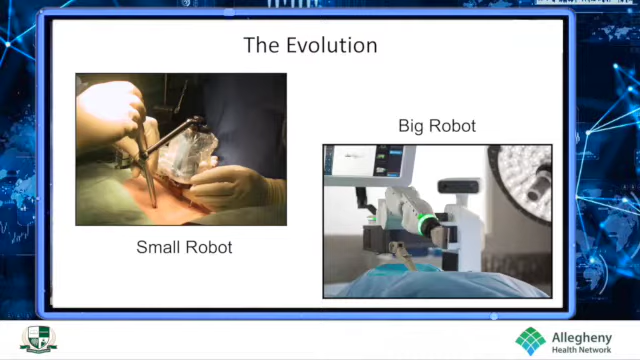 The Evolution
Big Robot
Small Robot
Allegheny
Health Network